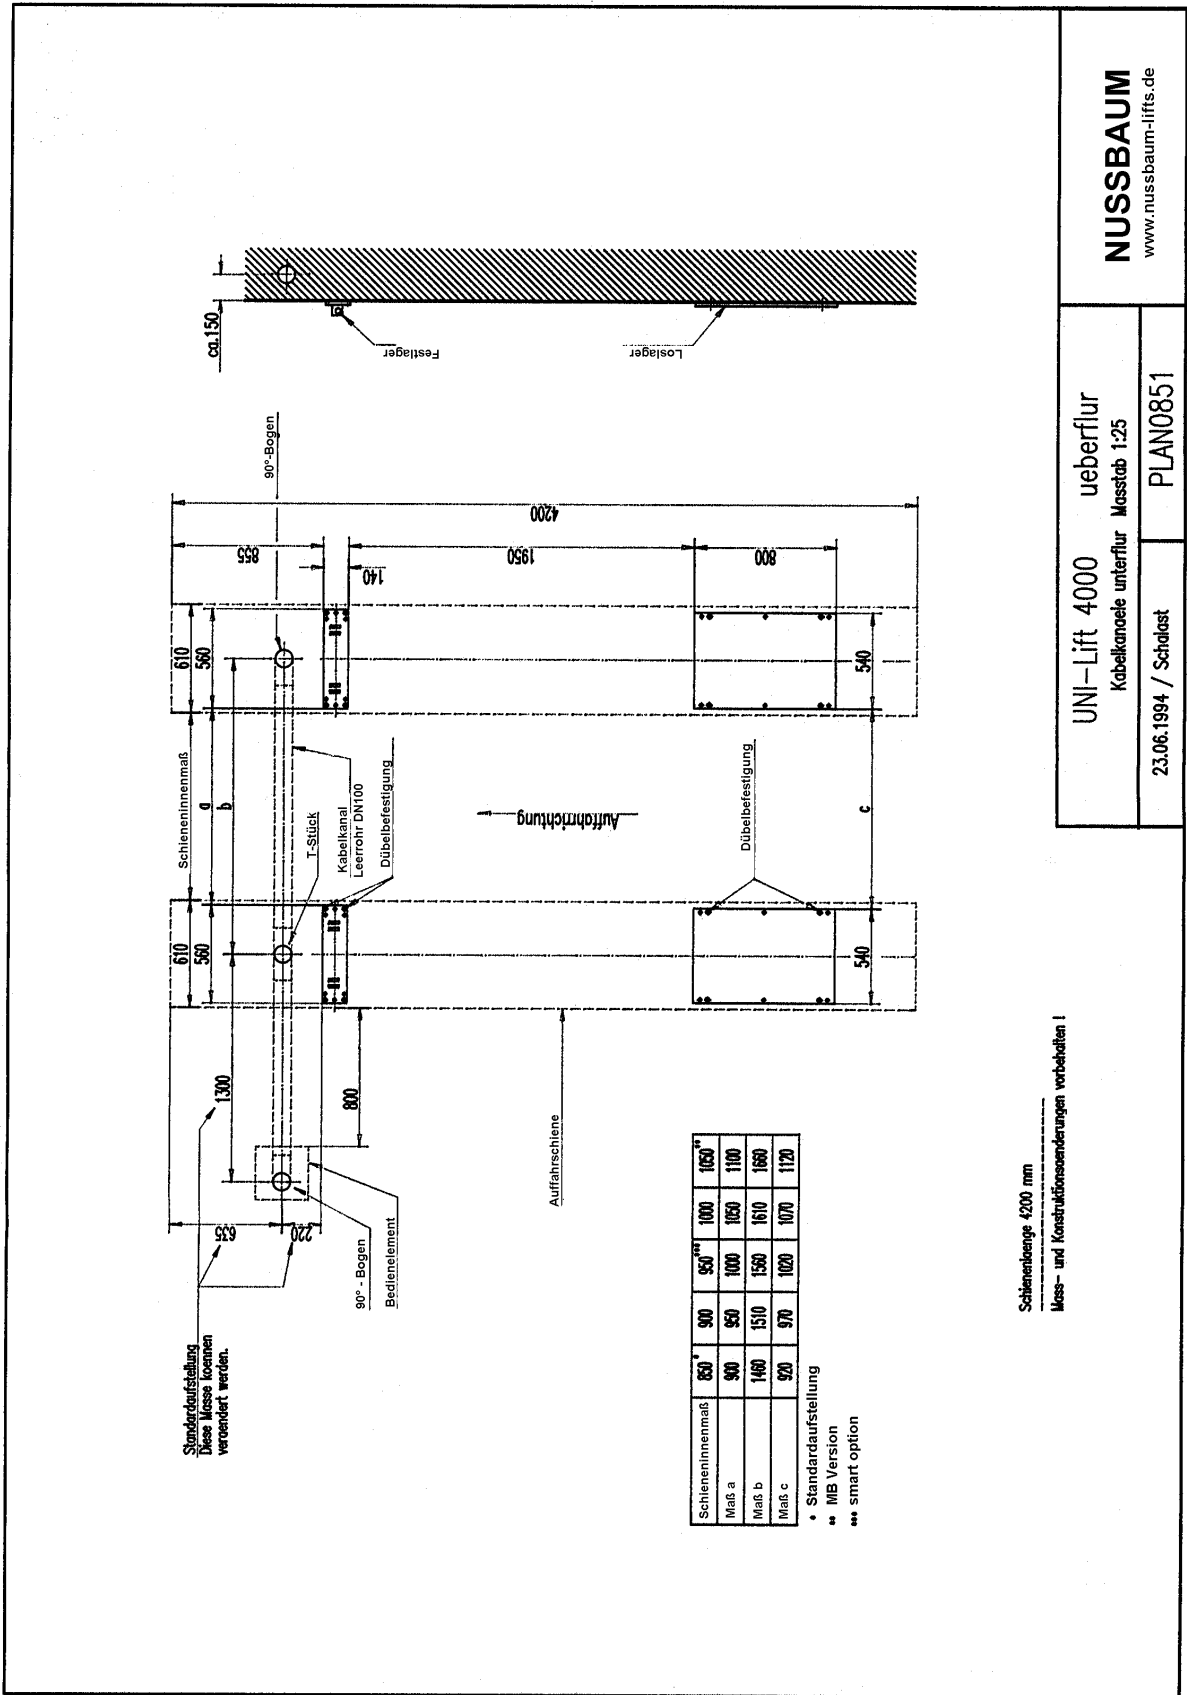 Standardaufstellung
Diese Masse koennen
veraendert werden.
635
220
1300
800
90° - Bogen
Bedienelement
610
560
Schieneninnenmaß
a
b
T-Stück
Kabelkanal
Leerrohr DN100
Dübelbefestigung
610
560
90°-Bogen
855
140
1950
4200
800
Auffahrrichtung
Dübelbefestigung
540
c
540
Auffahrschiene
ca.150
Festlager
Loslager
Schieneninnenmaß 850* 900 950*** 1000 1050**
Maß a 900 950 1000 1050 1100
Maß b 1460 1510 1560 1610 1660
Maß c 920 970 1020 1070 1120
* Standardaufstellung
** MB Version
*** smart option
Schienenlaenge 4200 mm
Mass- und Konstruktionsaenderungen vorbehalten !
UNI-Lift 4000 ueberflur
Kabelkanaele unterflur Masstab 1:25
23.06.1994 / Schalast
PLAN0851
NUSSBAUM
www.nussbaum-lifts.de